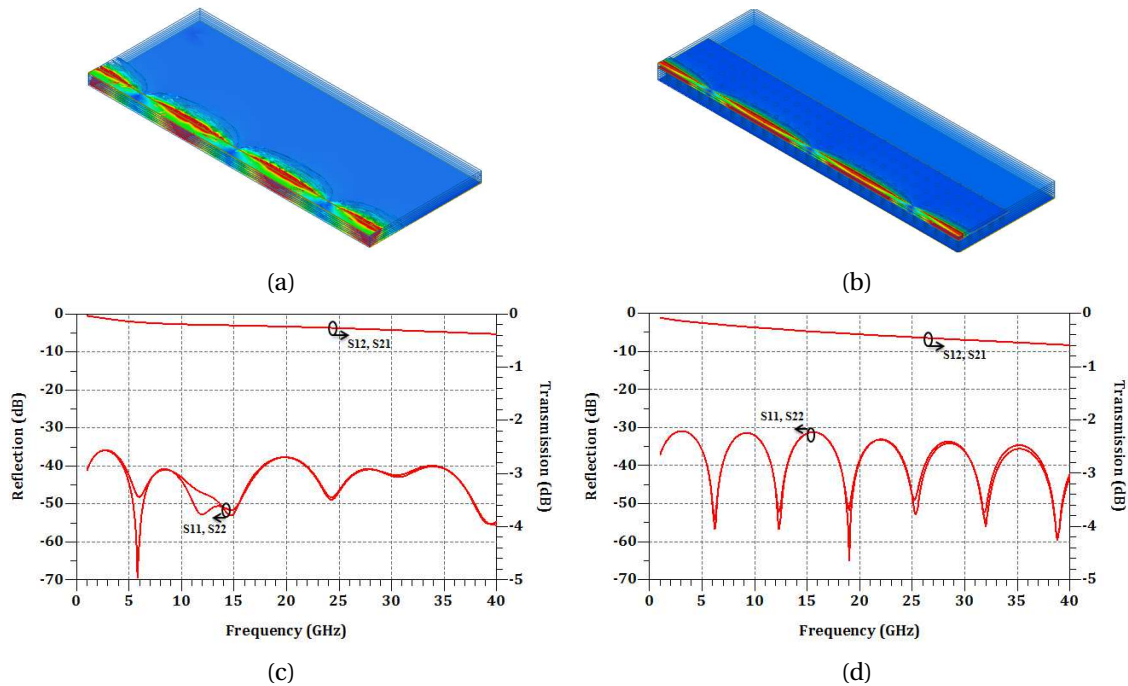 (a)
(b)
0
-10
-20
-30
-40
-50
-60
-70
Reflection (dB)
0
-1
-2
-3
-4
-5
Transmission (dB)
S12, S21
S11, S22
0 5 10 15 20 25 30 35 40
Frequency (GHz)
(c)
0
-10
-20
-30
-40
-50
-60
-70
Reflection (dB)
0
-1
-2
-3
-4
-5
Transmission (dB)
S12, S21
S11, S22
0 5 10 15 20 25 30 35 40
Frequency (GHz)
(d)